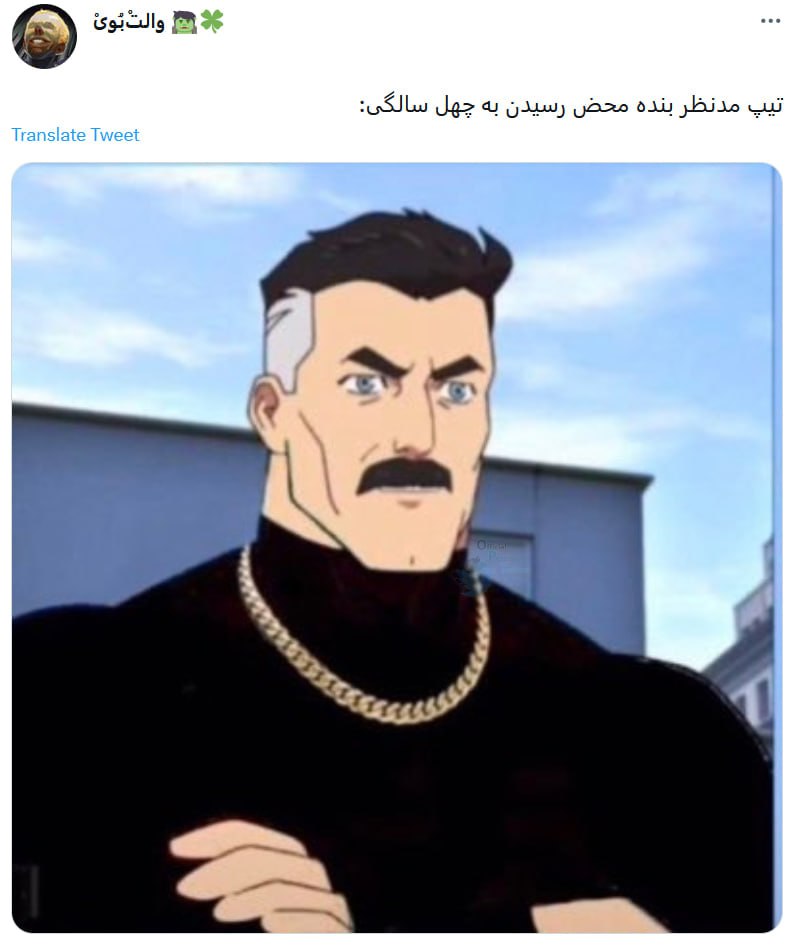 والتْبُویْ 🧟‍♂️🍀
تیپ مدنظر بنده محض رسیدن به چهل سالگی:
Translate Tweet